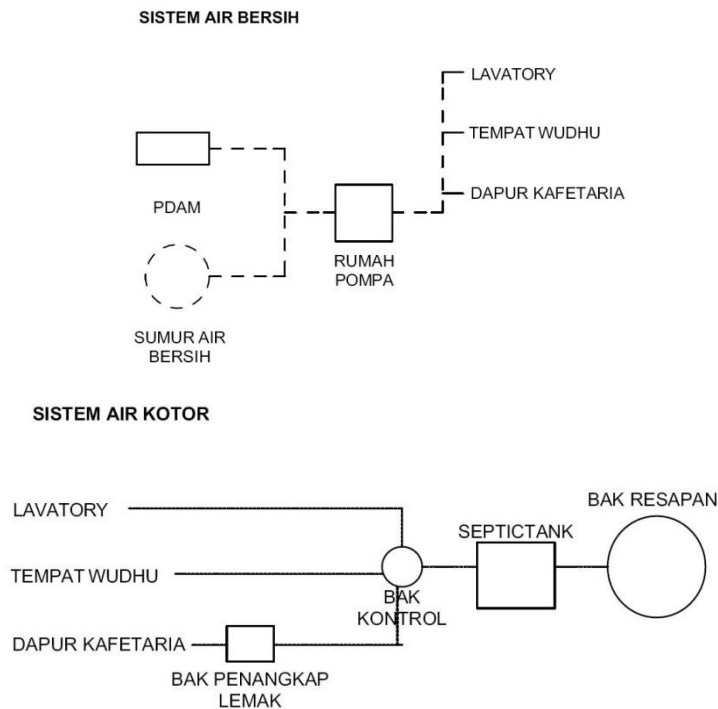 SISTEM AIR BERSIH
LAVATORY
TEMPAT WUDHU
DAPUR KAFETARIA
PDAM
RUMAH
POMPA
SUMUR AIR
BERSIH
SISTEM AIR KOTOR
LAVATORY
TEMPAT WUDHU
DAPUR KAFETARIA
BAK PENANGKAP
LEMAK
BAK
KONTROL
SEPTICTANK
BAK RESAPAN